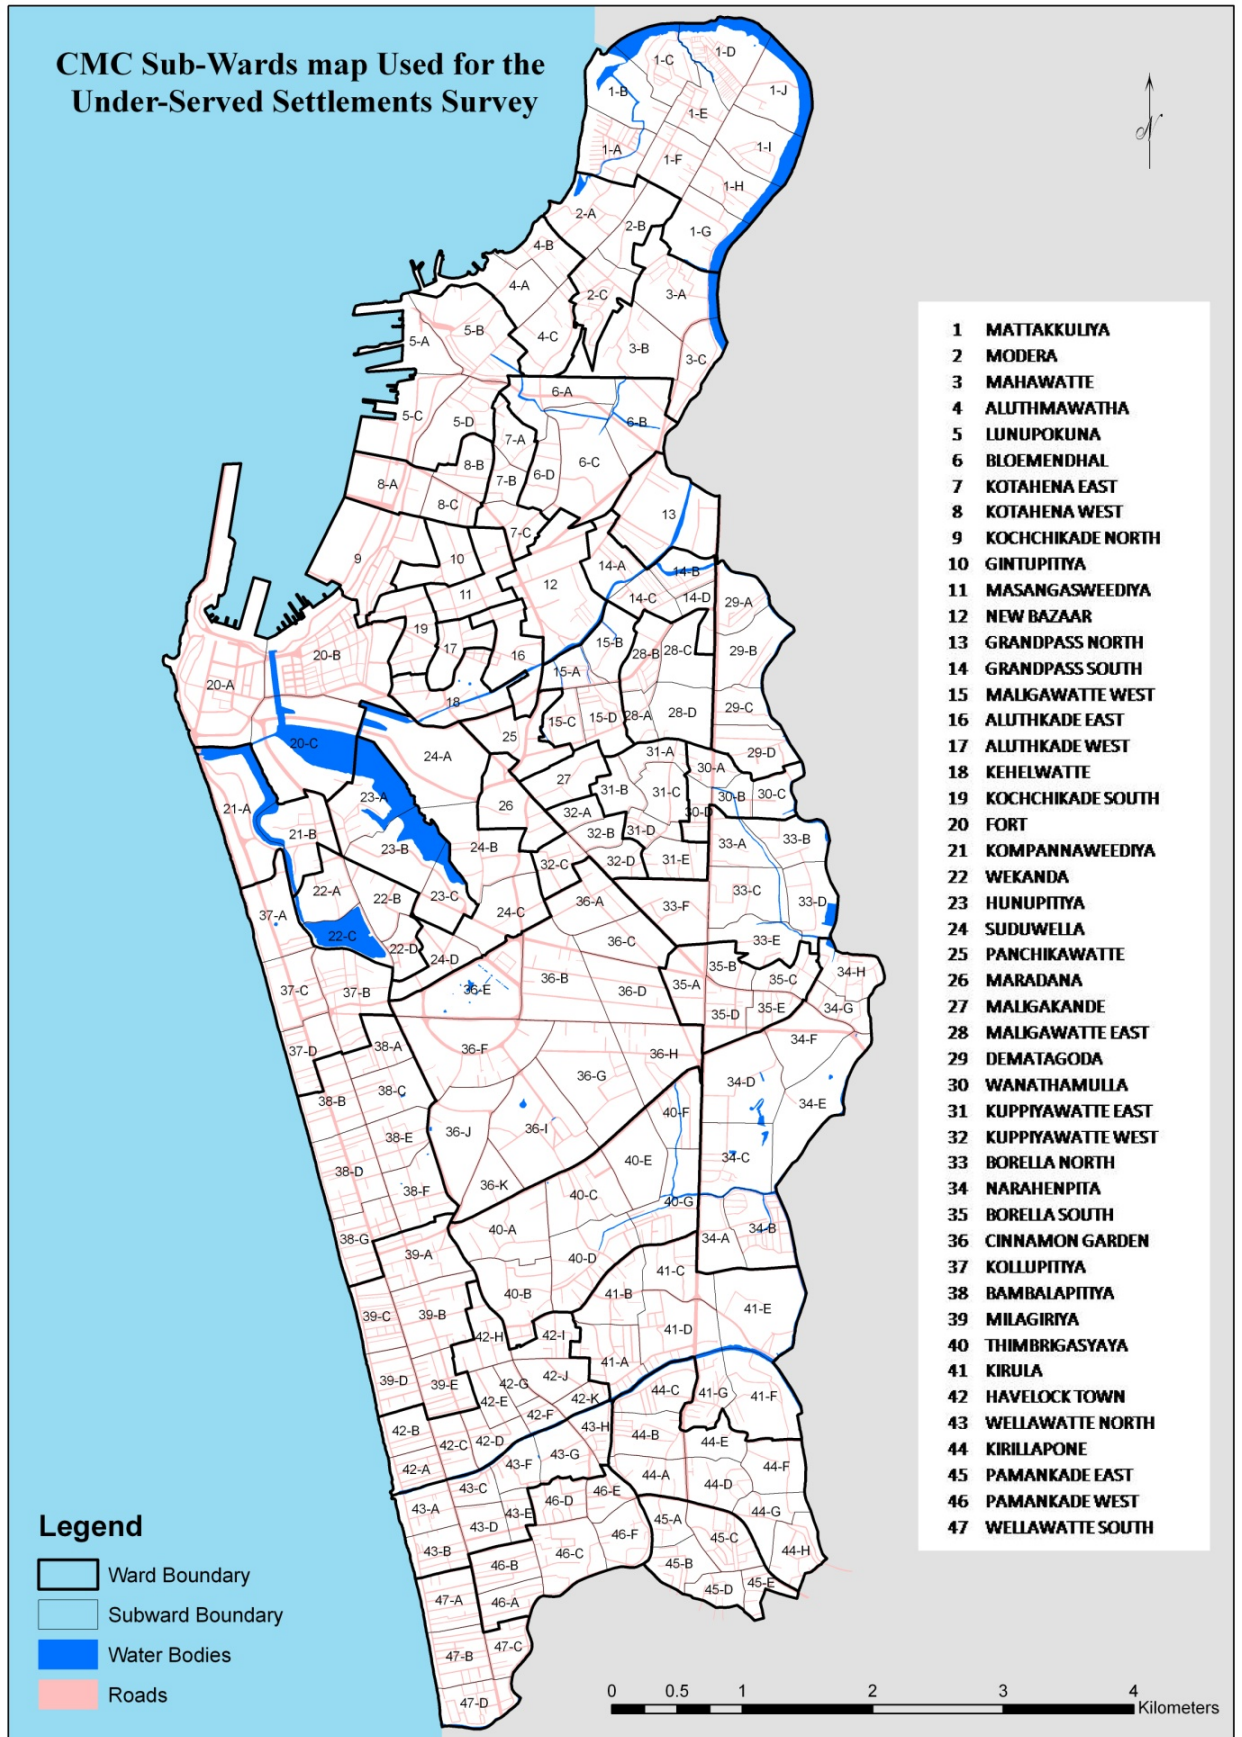 CMC Sub-Wards map Used for the
Under-Served Settlements Survey
N
1-D
1-C
1-B
1-J
1-E
1-A
1-I
1-F
1-H
2-A
2-B
1-G
4-B
4-A
2-C
3-A
5-B
5-A
4-C
3-B
3-C
6-A
5-C
5-D
6-B
7-A
8-B
6-C
6-D
8-A
7-B
8-C
13
7-C
9
10
14-A
14-B
12
11
14-C
14-D
29-A
19
15-B
20-B
17
16
28-B
28-C
29-B
15-A
20-A
18
15-C
15-D
28-A
28-D
29-C
25
20-C
24-A
31-A
29-D
30-A
27
23-A
31-B
31-C
30-B
30-C
26
21-A
32-A
30-D
21-B
32-B
31-D
33-B
33-A
23-B
24-B
32-C
32-D
31-E
22-A
22-B
23-C
33-C
33-D
36-A
33-F
37-A
24-C
22-C
36-C
33-E
22-D
24-D
35-B
34-H
36-B
35-C
37-C
37-B
36-E
36-D
35-A
34-G
35-D
35-E
34-F
38-A
37-D
36-F
36-H
36-G
34-D
38-C
38-B
34-E
40-F
36-J
36-I
38-E
34-C
40-E
38-D
36-K
38-F
40-C
40-G
40-A
34-B
38-G
34-A
39-A
40-D
41-C
40-B
41-B
41-E
39-C
39-B
41-D
42-H
42-I
41-A
39-D
42-J
39-E
42-G
44-C
41-G
41-F
42-E
42-K
42-F
42-B
43-H
42-D
42-C
44-B
44-E
43-G
42-A
43-F
44-F
44-A
44-D
43-C
46-E
46-D
43-A
43-E
44-G
45-A
43-D
46-F
45-C
43-B
46-C
44-H
46-B
45-B
45-D
45-E
47-A
46-A
47-C
47-B
47-D
1 MATTAKKULIYA
2 MODERA
3 MAHAWATTE
4 ALUTHMAWATHA
5 LUNUPOKUNA
6 BLOEMENDHAL
7 KOTAHENA EAST
8 KOTAHENA WEST
9 KOCHCHIKADE NORTH
10 GINTUPITIYA
11 MASANGASWEEDIYA
12 NEW BAZAAR
13 GRANDPASS NORTH
14 GRANDPASS SOUTH
15 MALIGAWATTE WEST
16 ALUTHKADE EAST
17 ALUTHKADE WEST
18 KEHELWATTE
19 KOCHCHIKADE SOUTH
20 FORT
21 KOMPANNAWEEDIYA
22 WEKANDA
23 HUNUPITIYA
24 SUDUWELLA
25 PANCHIKAWATTE
26 MARADANA
27 MALIGAKANDE
28 MALIGAWATTE EAST
29 DEMATAGODA
30 WANATHAMULLA
31 KUPPIYAWATTE EAST
32 KUPPIYAWATTE WEST
33 BORELLA NORTH
34 NARAHENPITA
35 BORELLA SOUTH
36 CINNAMON GARDEN
37 KOLLUPITIYA
38 BAMBALAPITIYA
39 MILAGIRIYA
40 THIMBRIGASYAYA
41 KIRULA
42 HAVELOCK TOWN
43 WELLAWATTE NORTH
44 KIRILLAPONE
45 PAMANKADE EAST
46 PAMANKADE WEST
47 WELLAWATTE SOUTH
Legend
Ward Boundary
Subward Boundary
Water Bodies
Roads
0 0.5 1 2 3 4
Kilometers